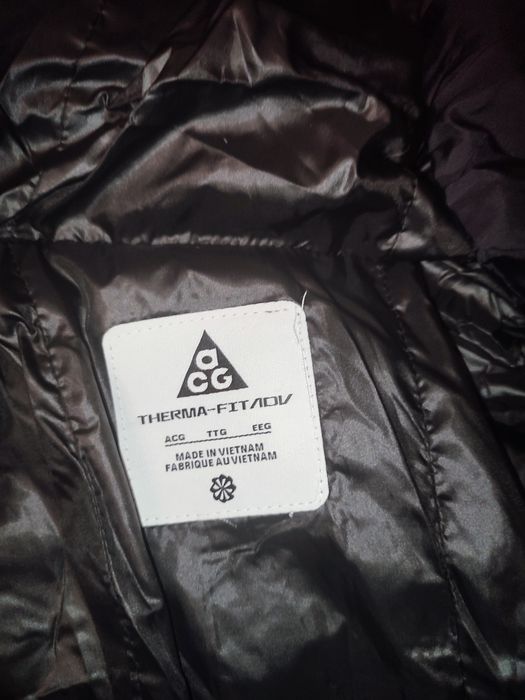 aCG
THERMA-FIT ADV
ACG TTG EEG
MADE IN VIETNAM
FABRIQUE AU VIETNAM